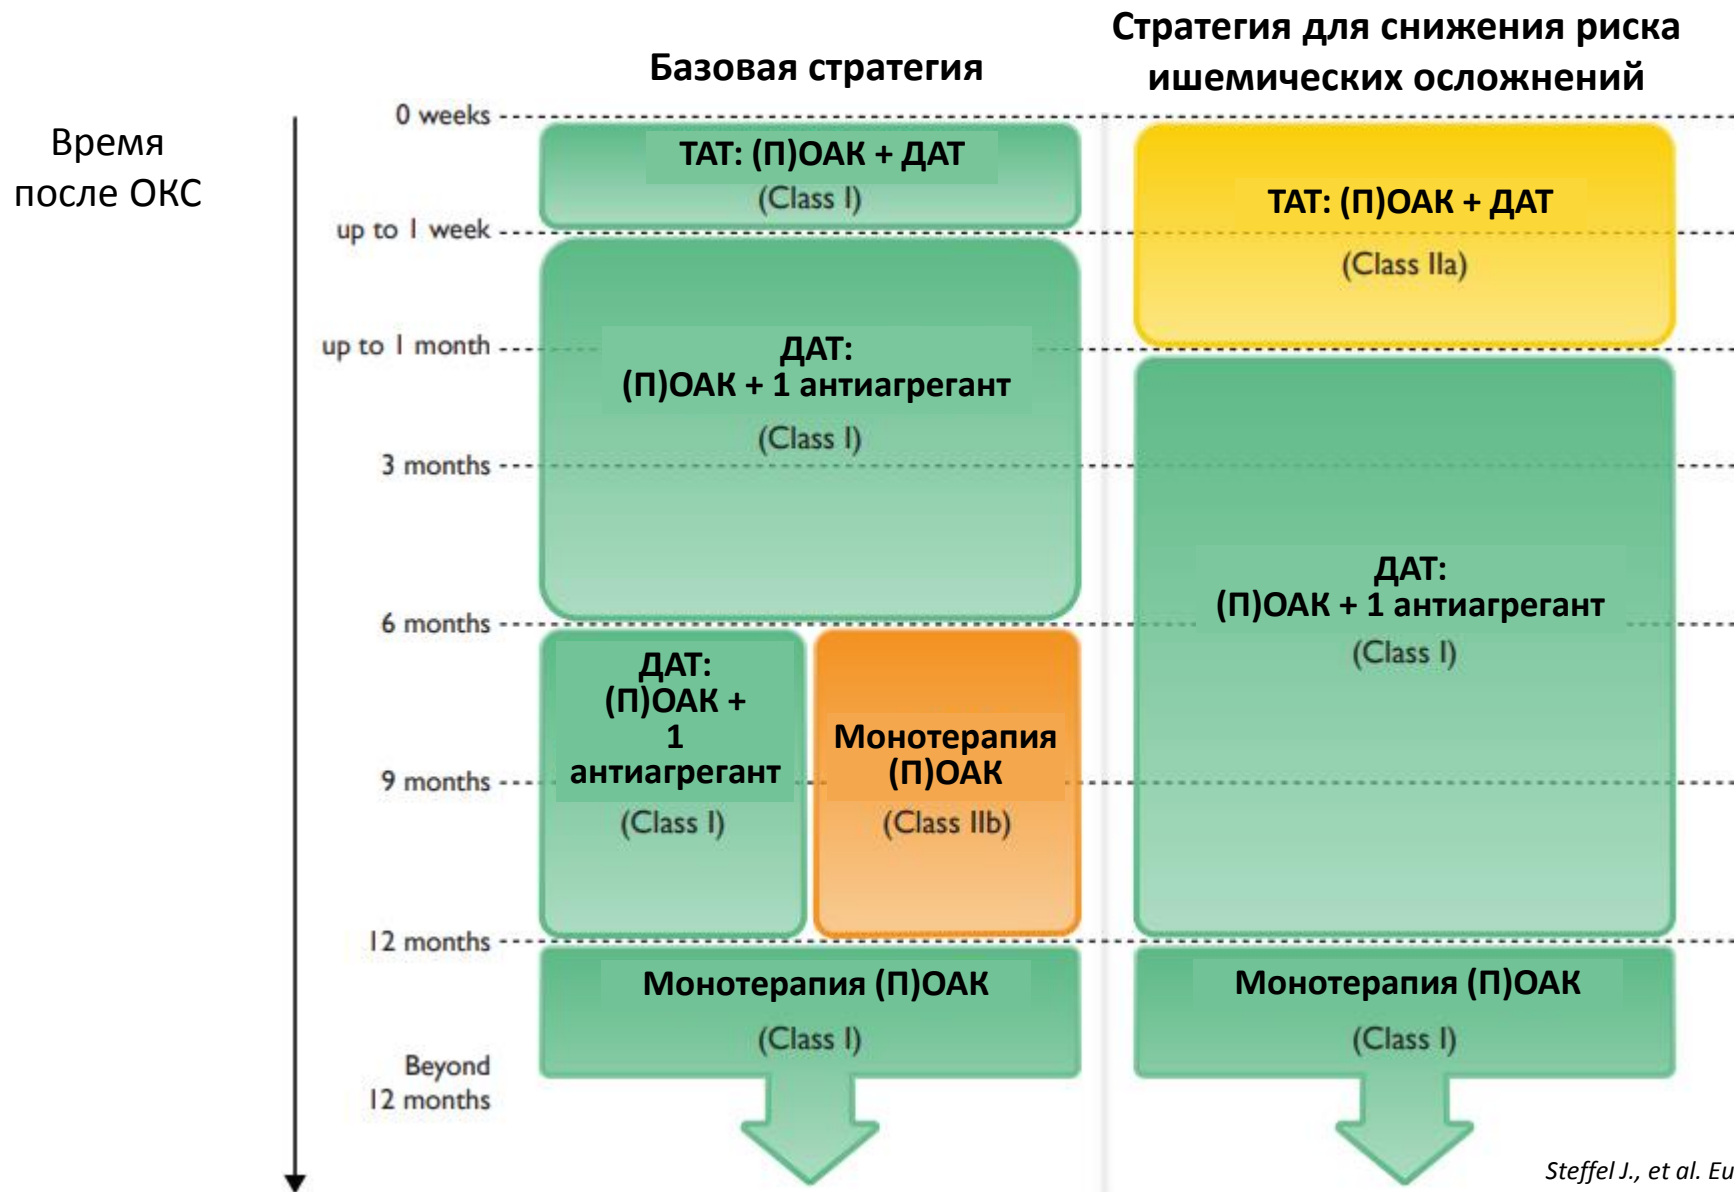 Стратегия для снижения риска
ишемических осложнений
Базовая стратегия
Время
после ОКС
0 weeks
ТАТ: (П)ОАК + ДАТ
(Class I)
ТАТ: (П)ОАК + ДАТ
(Class IIa)
up to 1 week
up to 1 month
ДАТ:
(П)ОАК + 1 антиагрегант
(Class I)
3 months
ДАТ:
(П)ОАК + 1 антиагрегант
(Class I)
6 months
ДАТ:
(П)ОАК +
1
антиагрегант
(Class I)
Монотерапия
(П)ОАК
(Class IIb)
9 months
12 months
Монотерапия (П)ОАК
(Class I)
Монотерапия (П)ОАК
(Class I)
Beyond
12 months
Steffel J., et al. Eu